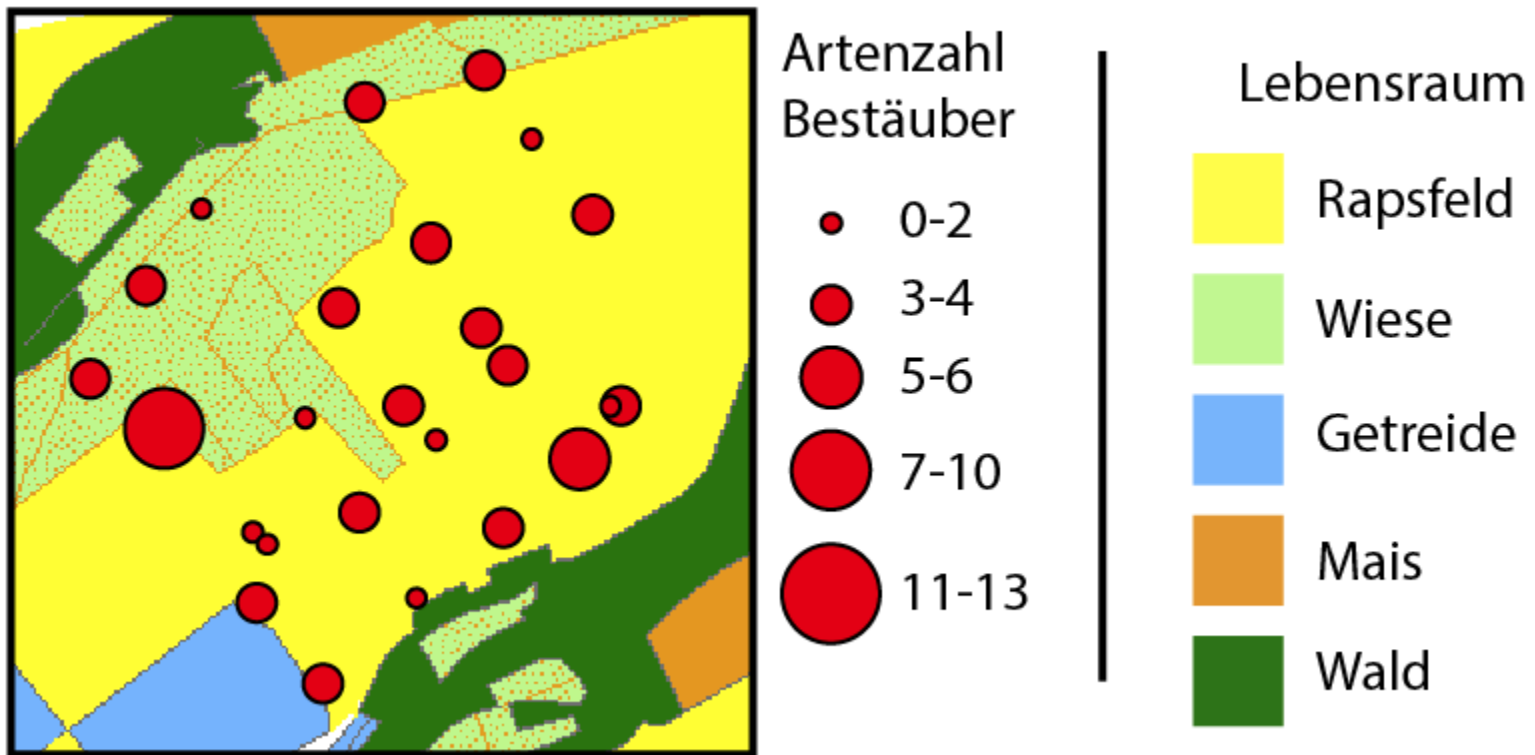 Artenzahl
Bestäuber
0-2
3-4
5-6
7-10
11-13
Lebensraum
Rapsfeld
Wiese
Getreide
Mais
Wald